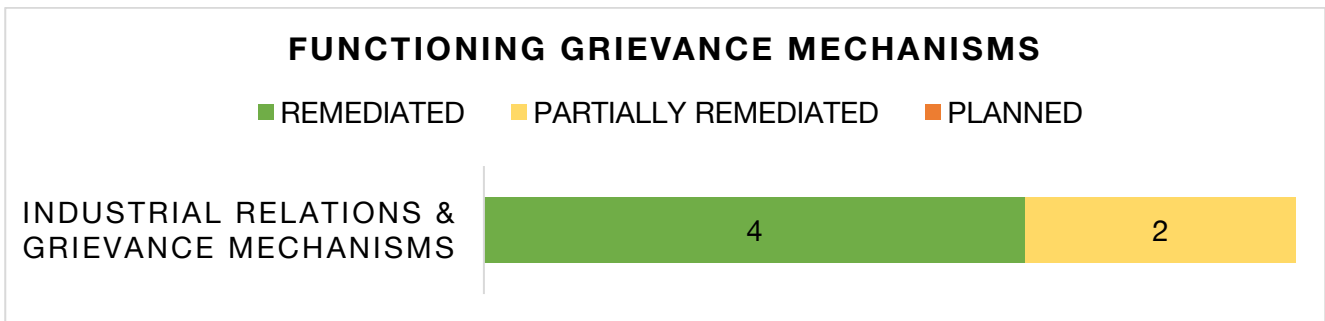 FUNCTIONING GRIEVANCE MECHANISMS
REMEDIATED PARTIALLY REMEDIATED PLANNED
INDUSTRIAL RELATIONS &
GRIEVANCE MECHANISMS
4 2